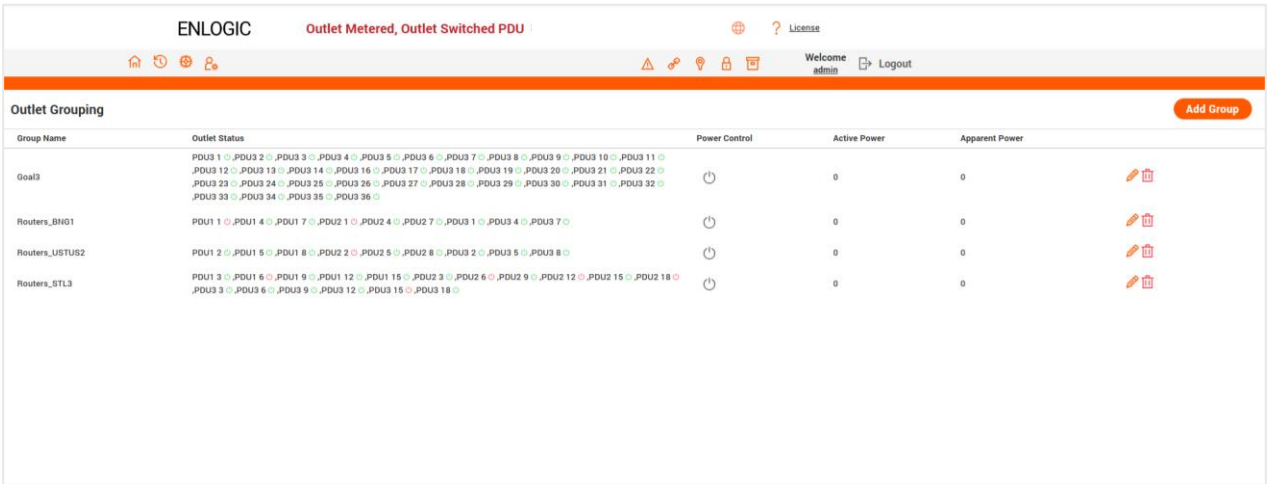 ENLOGIC
Outlet Metered, Outlet Switched PDU
License
Welcome
admin
Logout
Outlet Grouping
Add Group
Group Name Outlet Status Power Control Active Power Apparent Power
PDU3 1 ,PDU3 2 ,PDU3 3 ,PDU3 4 ,PDU3 5 ,PDU3 6 ,PDU3 7 ,PDU3 8 ,PDU3 9 ,PDU3 10 ,PDU3 11
,PDU3 12 ,PDU3 13 ,PDU3 14 ,PDU3 16 ,PDU3 17 ,PDU3 18 ,PDU3 19 ,PDU3 20 ,PDU3 21 ,PDU3 22
Goal3 0 0
,PDU3 23 ,PDU3 24 ,PDU3 25 ,PDU3 26 ,PDU3 27 ,PDU3 28 ,PDU3 29 ,PDU3 30 ,PDU3 31 ,PDU3 32
,PDU3 33 ,PDU3 34 ,PDU3 35 ,PDU3 36
Routers_BNG1 PDU1 1 ,PDU1 4 ,PDU1 7 ,PDU2 1 ,PDU2 4 ,PDU2 7 ,PDU3 1 ,PDU3 4 ,PDU3 7 0 0
Routers_USTUS2 PDU1 2 ,PDU1 5 ,PDU1 8 ,PDU2 2 ,PDU2 5 ,PDU2 8 ,PDU3 2 ,PDU3 5 ,PDU3 8 0 0
PDU1 3 ,PDU1 6 ,PDU1 9 ,PDU1 12 ,PDU1 15 ,PDU2 3 ,PDU2 6 ,PDU2 9 ,PDU2 12 ,PDU2 15 ,PDU2 18
Routers_STL3 0 0
,PDU3 3 ,PDU3 6 ,PDU3 9 ,PDU3 12 ,PDU3 15 ,PDU3 18